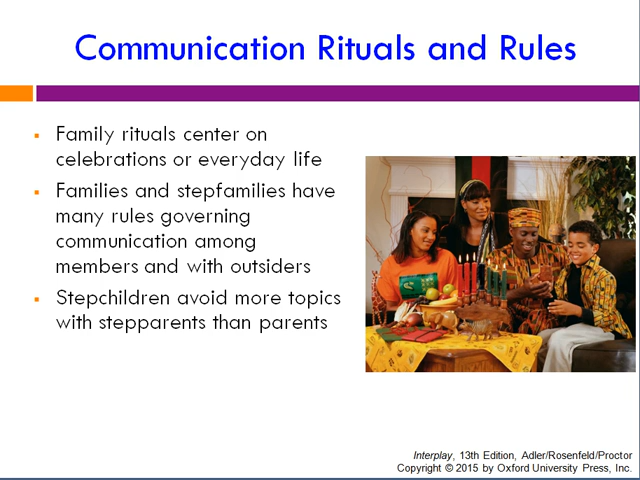 Communication Rituals and Rules
Family rituals center on
celebrations or everyday life
Families and stepfamilies have
many rules governing
communication among
members and with outsiders
Stepchildren avoid more topics
with stepparents than parents
Interplay, 13th Edition, Adler/Rosenfeld/Proctor
Copyright © 2015 by Oxford University Press, Inc.